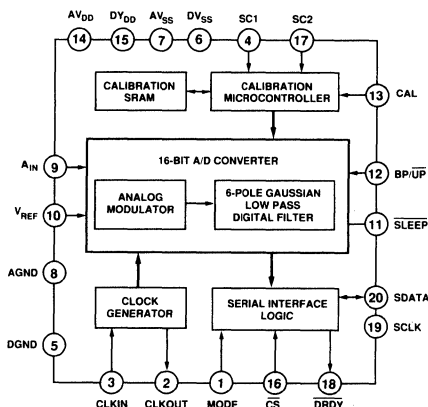 AVDD DYDD AVSS DVSS SC1 SC2
14 15 7 6 4 17
CALIBRATION
SRAM
CALIBRATION
MICROCONTROLLER
13 CAL
16-BIT A/D CONVERTER
AIN 9
12 BP/UP
ANALOG
MODULATOR
6-POLE GAUSSIAN
LOW PASS
DIGITAL FILTER
VREF 10
11 SLEEP
AGND
8
CLOCK
GENERATOR
SERIAL INTERFACE
LOGIC
20 SDATA
19 SCLK
DGND
5
3 2 1 16 18
CLKIN CLKOUT MODE CS DRDY